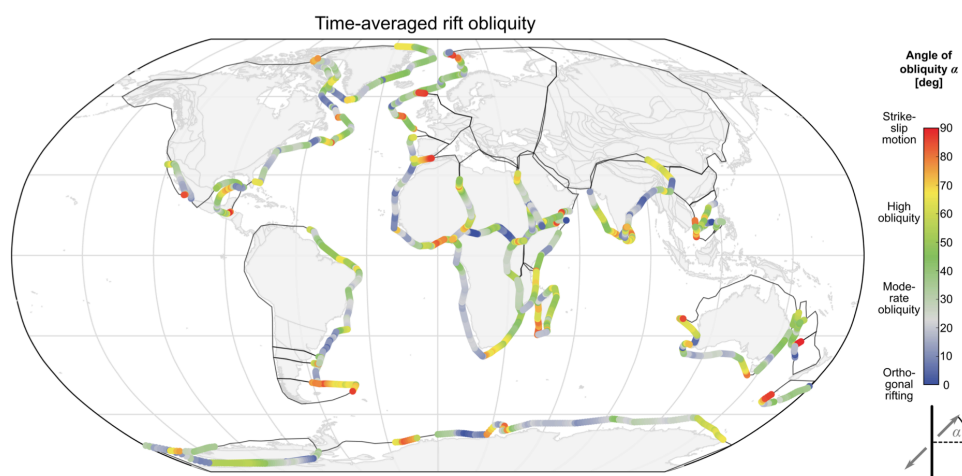 Time-averaged rift obliquity
Angle of
obliquity α
[deg]
Strike-
slip
motion
High
obliquity
Mode-
rate
obliquity
Ortho-
gonal
rifting
90
80
70
60
50
40
30
20
10
0
α